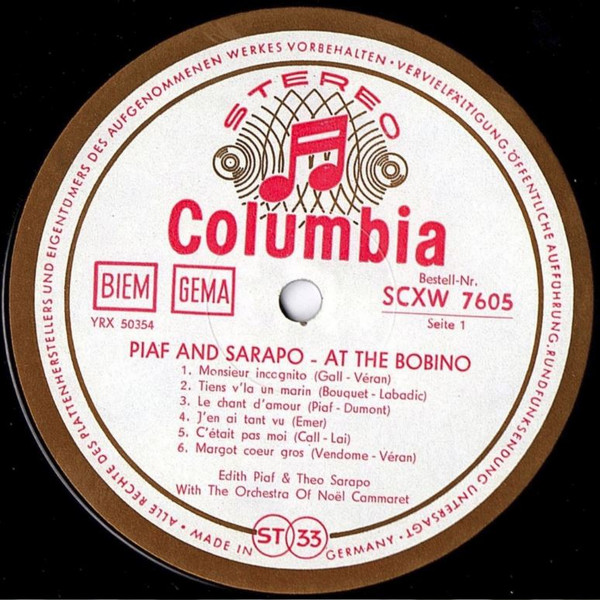 ALLE RECHTE DES PLATTENHERSTELLERS UND EIGENTÜMERS DES AUFGENOMMENEN WERKES VORBEHALTEN • VERVIELFÄLTIGUNG, ÖFFENTLICHE AUFFÜHRUNG, RUNDFUNKSENDUNG UNTERSAGT •
STEREO
Columbia
BIEM
GEMA
Bestell-Nr.
SCXW 7605
YRX 50354
Seite 1
PIAF AND SARAPO - AT THE BOBINO
1. Monsieur incognito (Gall - Véran)
2. Tiens v'la un marin (Bouquet - Labadic)
3. Le chant d'amour (Piaf - Dumont)
4. J'en ai tant vu (Emer)
5. C'était pas moi (Call - Lai)
6. Margot coeur gros (Vendome - Véran)
Edith Piaf & Theo Sarapo
With The Orchestra Of Noël Cammaret
MADE IN GERMANY
ST 33